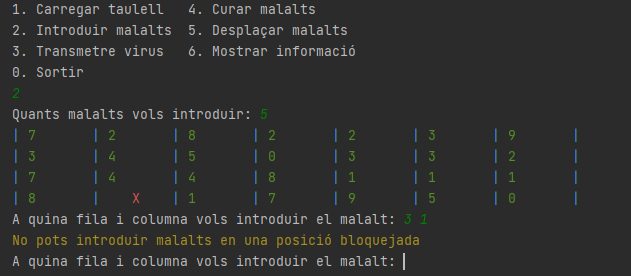 1. Carregar taulell   4. Curar malalts
2. Introduir malalts  5. Desplaçar malalts
3. Transmetre virus   6. Mostrar informació
0. Sortir
2
Quants malalts vols introduir: 5
| 7 | 2 | 8 | 2 | 2 | 3 | 9 |
| 3 | 4 | 5 | 0 | 3 | 3 | 2 |
| 7 | 4 | 4 | 8 | 1 | 1 | 1 |
| 8 | X | 1 | 7 | 9 | 5 | 0 |
A quina fila i columna vols introduir el malalt: 3 1
No pots introduir malalts en una posició bloquejada
A quina fila i columna vols introduir el malalt: